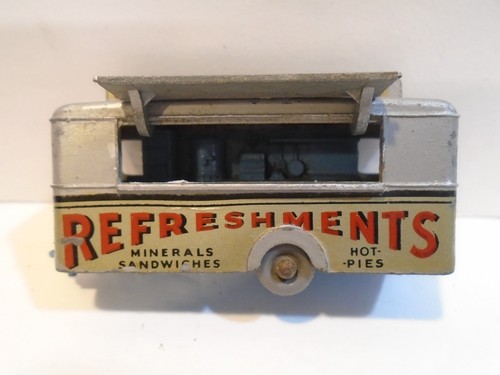 REFRESHMENTS
MINERALS HOT-
SANDWICHES -PIES